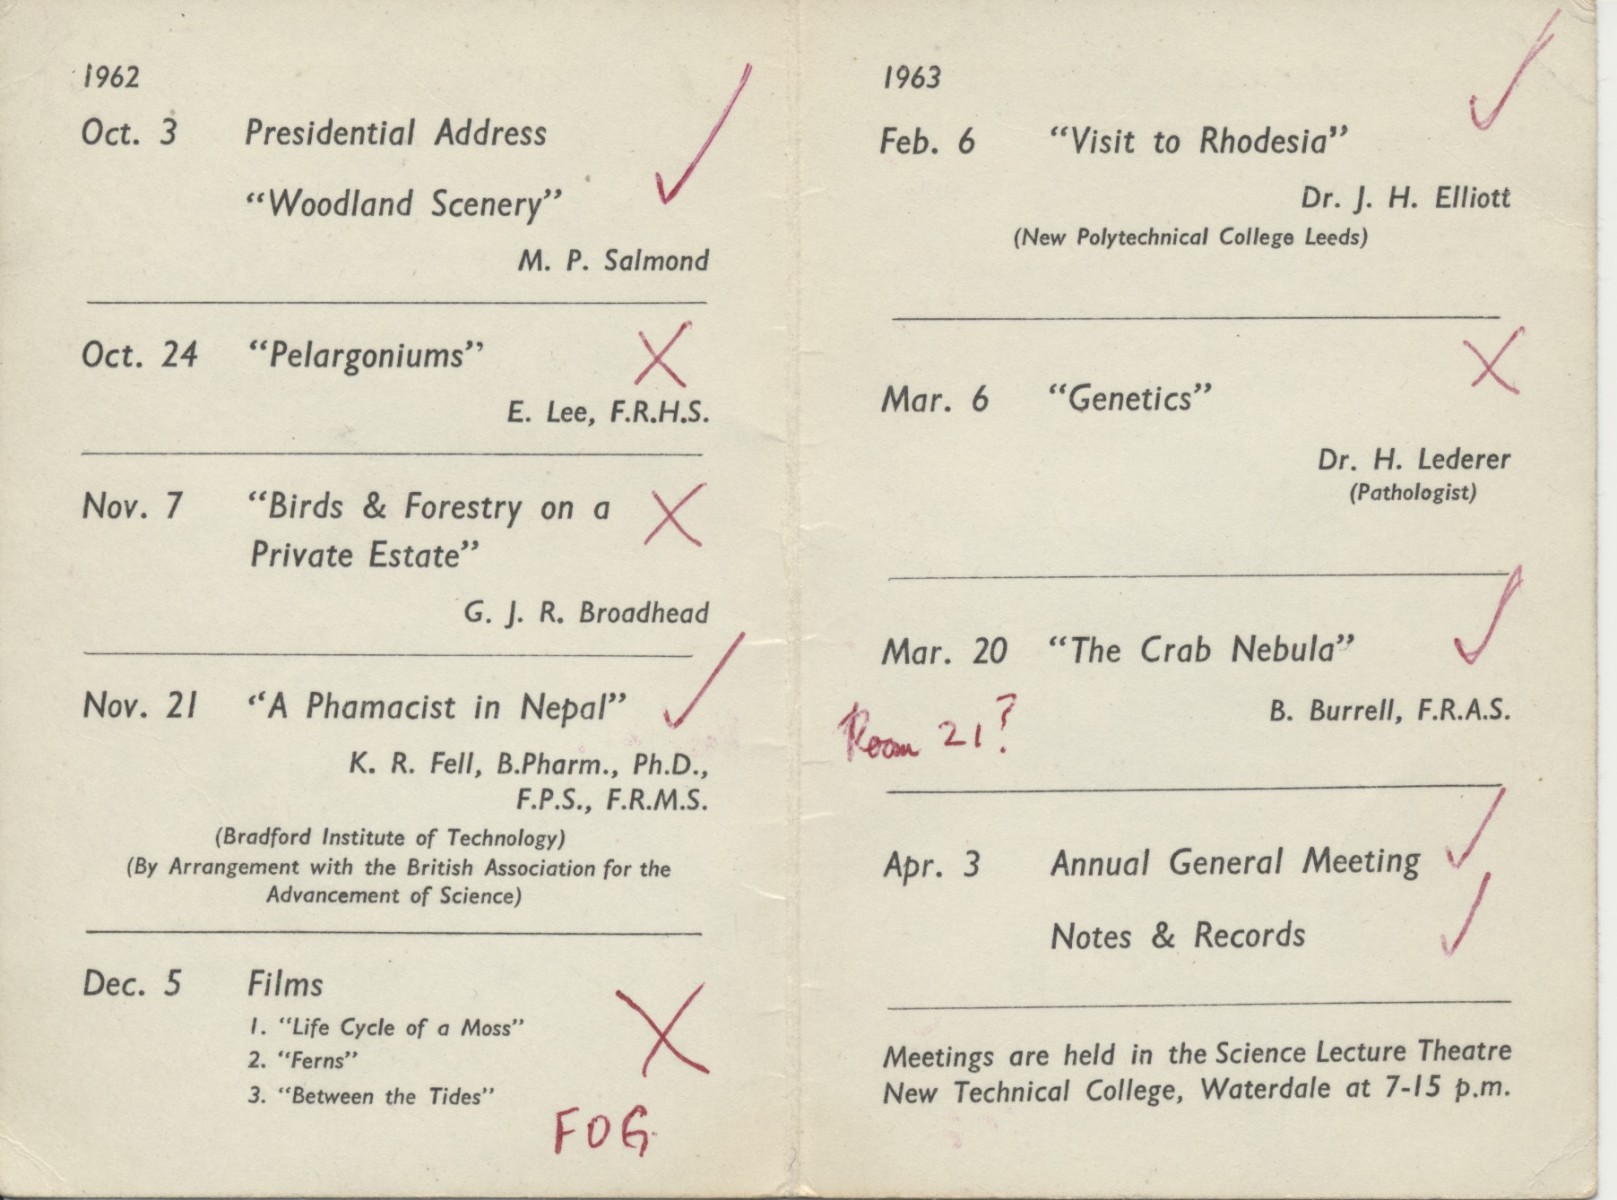 1962
Oct. 3 Presidential Address
“Woodland Scenery”
M. P. Salmond
Oct. 24 “Pelargoniums”
E. Lee, F.R.H.S.
Nov. 7 “Birds & Forestry on a
Private Estate”
G. J. R. Broadhead
Nov. 21 “A Phamacist in Nepal”
K. R. Fell, B.Pharm., Ph.D.,
F.P.S., F.R.M.S.
(Bradford Institute of Technology)
(By Arrangement with the British Association for the
Advancement of Science)
Dec. 5 Films
1. “Life Cycle of a Moss”
2. “Ferns”
3. “Between the Tides”
FOG
1963
Feb. 6 “Visit to Rhodesia”
Dr. J. H. Elliott
(New Polytechnical College Leeds)
Mar. 6 “Genetics”
Dr. H. Lederer
(Pathologist)
Mar. 20 “The Crab Nebula”
B. Burrell, F.R.A.S.
Room 21?
Apr. 3 Annual General Meeting
Notes & Records
Meetings are held in the Science Lecture Theatre
New Technical College, Waterdale at 7-15 p.m.